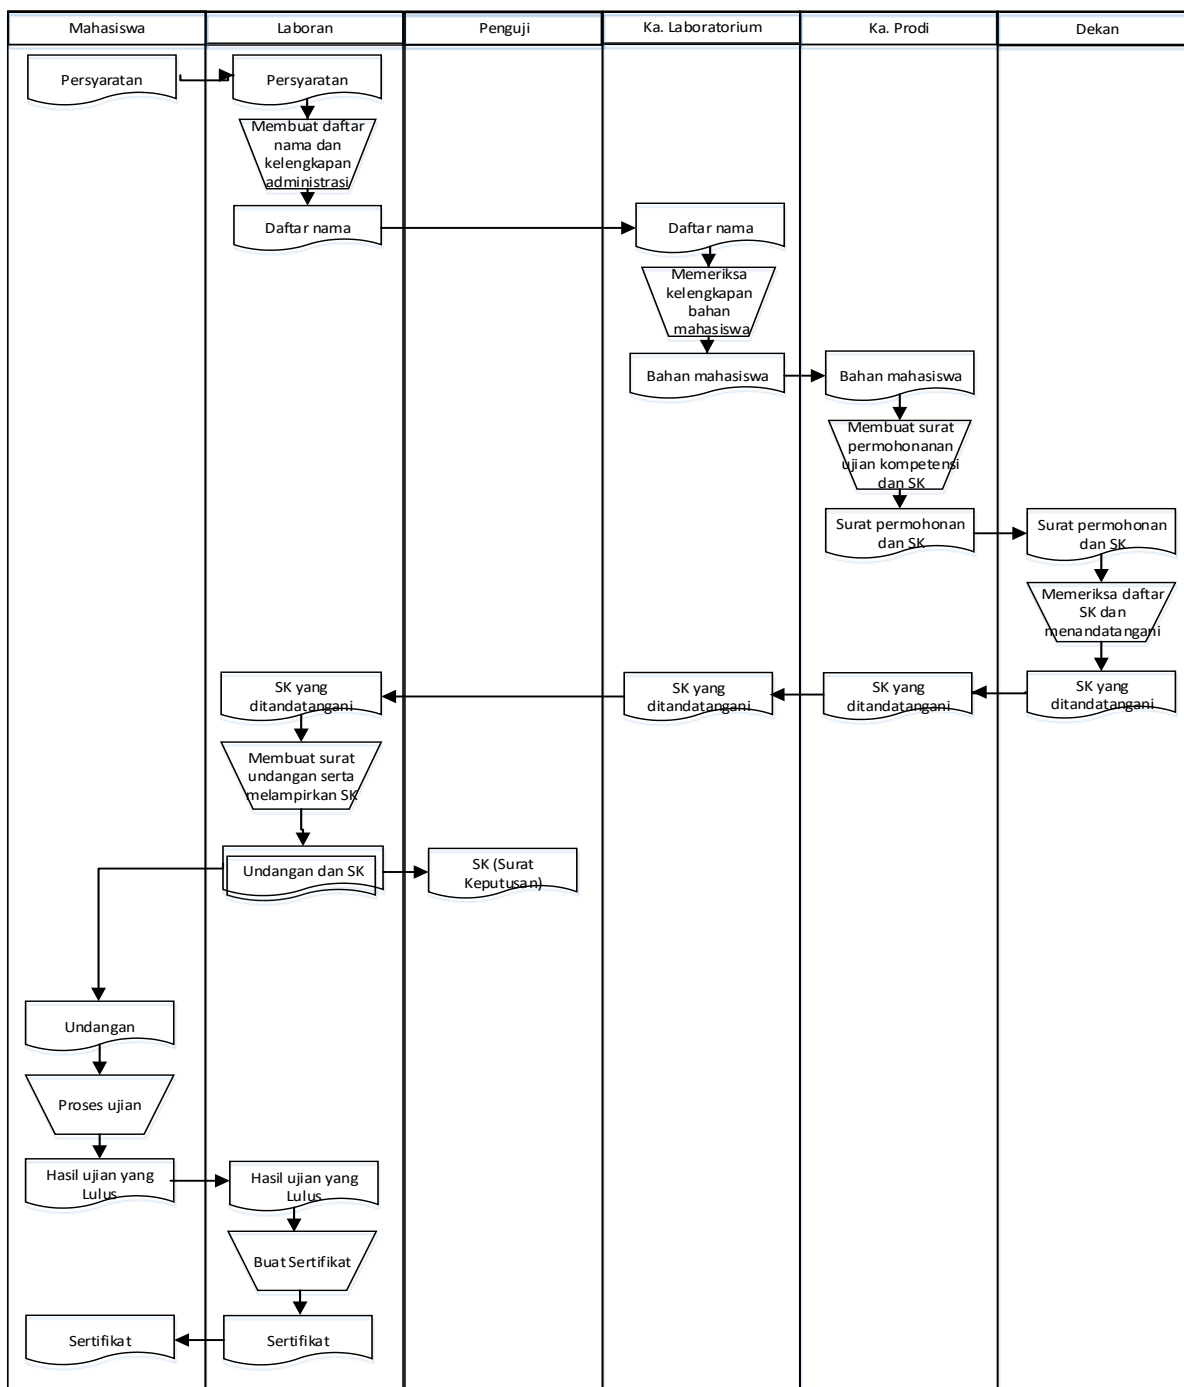 Mahasiswa
Laboran
Penguji
Ka. Laboratorium
Ka. Prodi
Dekan
Persyaratan
Persyaratan
Membuat daftar
nama dan
kelengkapan
administrasi
Daftar nama
Daftar nama
Memeriksa
kelengkapan
bahan
mahasiswa
Bahan mahasiswa
Bahan mahasiswa
Membuat surat
permohonanan
ujian kompetensi
dan SK
Surat permohonan
dan SK
Surat permohonan
dan SK
Memeriksa daftar
SK dan
menandatangani
SK yang
ditandatangani
SK yang
ditandatangani
SK yang
ditandatangani
SK yang
ditandatangani
Membuat surat
undangan serta
melampirkan SK
Undangan dan SK
SK (Surat
Keputusan)
Undangan
Proses ujian
Hasil ujian yang
Lulus
Hasil ujian yang
Lulus
Buat Sertifikat
Sertifikat
Sertifikat